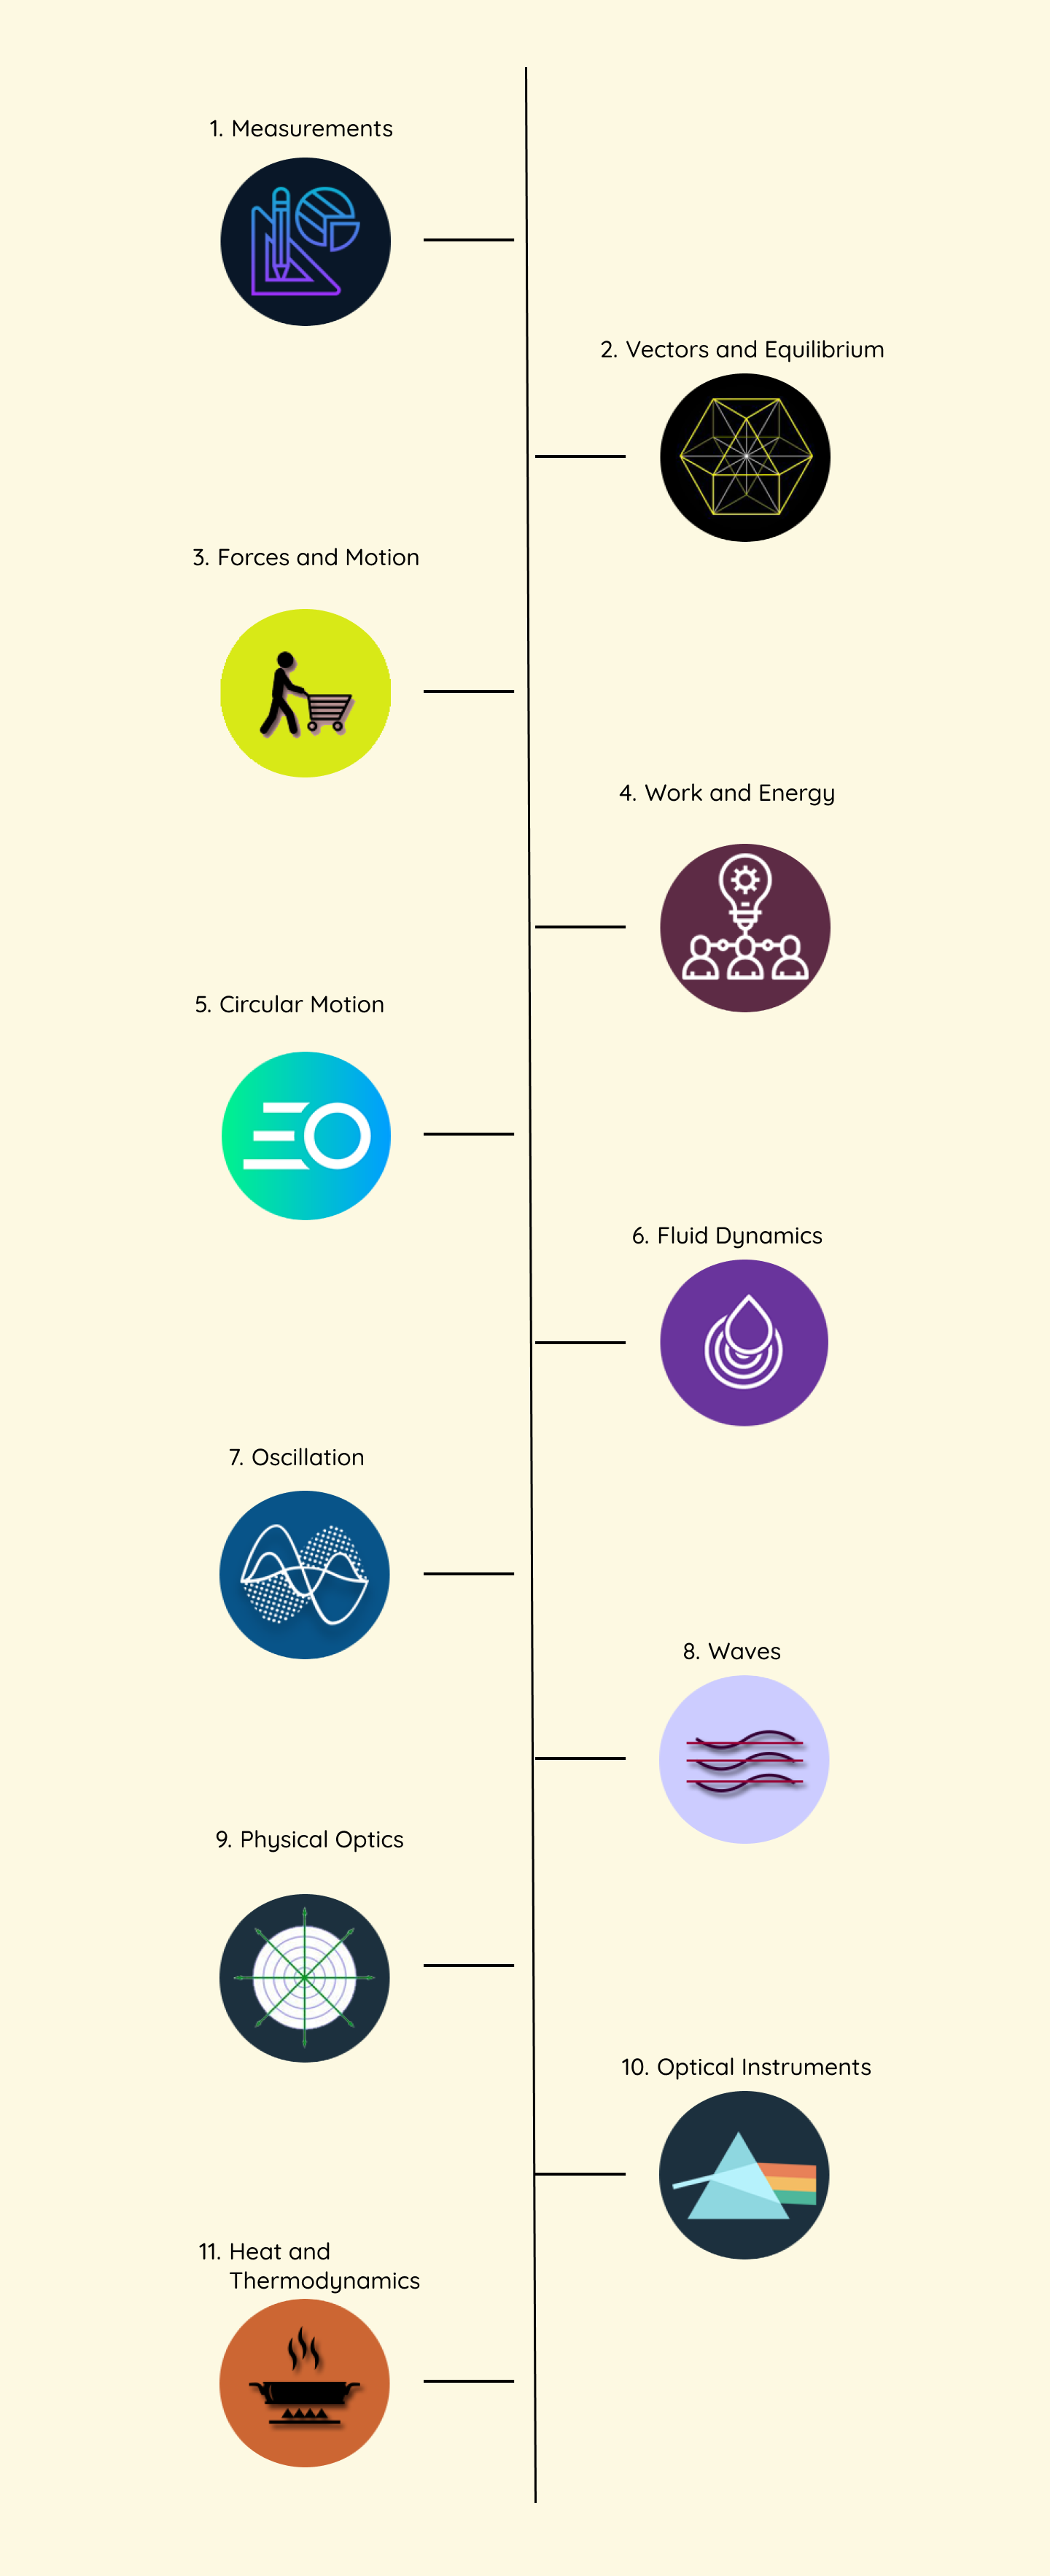 1. Measurements
2. Vectors and Equilibrium
3. Forces and Motion
4. Work and Energy
5. Circular Motion
6. Fluid Dynamics
7. Oscillation
8. Waves
9. Physical Optics
10. Optical Instruments
11. Heat and
Thermodynamics